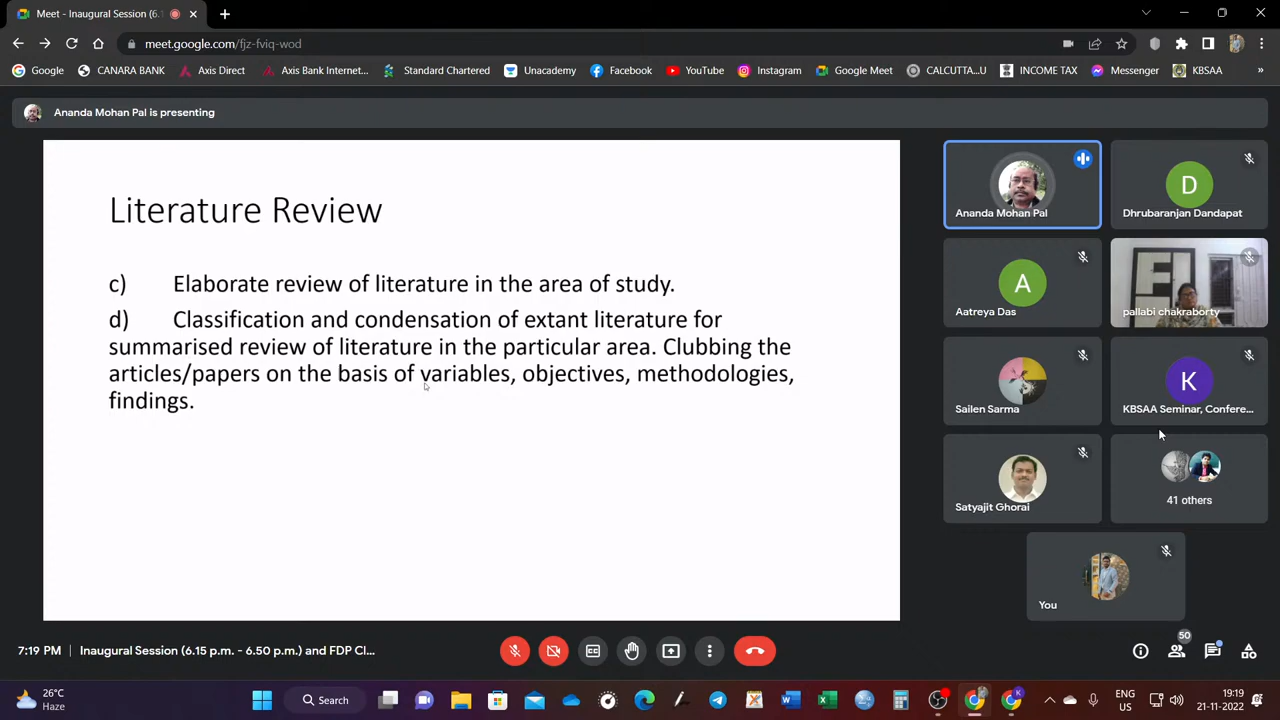 Meet - Inaugural Session (6.1
meet.google.com/fjz-fviq-wod
Google CANARA BANK Axis Direct Axis Bank Internet... Standard Chartered Unacademy Facebook YouTube Instagram Google Meet CALCUTTA...U INCOME TAX Messenger KBSAA »
Ananda Mohan Pal is presenting
Literature Review
c) Elaborate review of literature in the area of study.
d) Classification and condensation of extant literature for
summarised review of literature in the particular area. Clubbing the
articles/papers on the basis of variables, objectives, methodologies,
findings.
Ananda Mohan Pal
D
Dhrubaranjan Dandapat
A
Aatreya Das
pallabi chakraborty
Sailen Sarma
K
KBSAA Seminar, Confere...
Satyajit Ghorai
41 others
You
7:19 PM | Inaugural Session (6.15 p.m. - 6.50 p.m.) and FDP Cl...
50
26°C
Haze
Search
ENG
US
19:19
21-11-2022